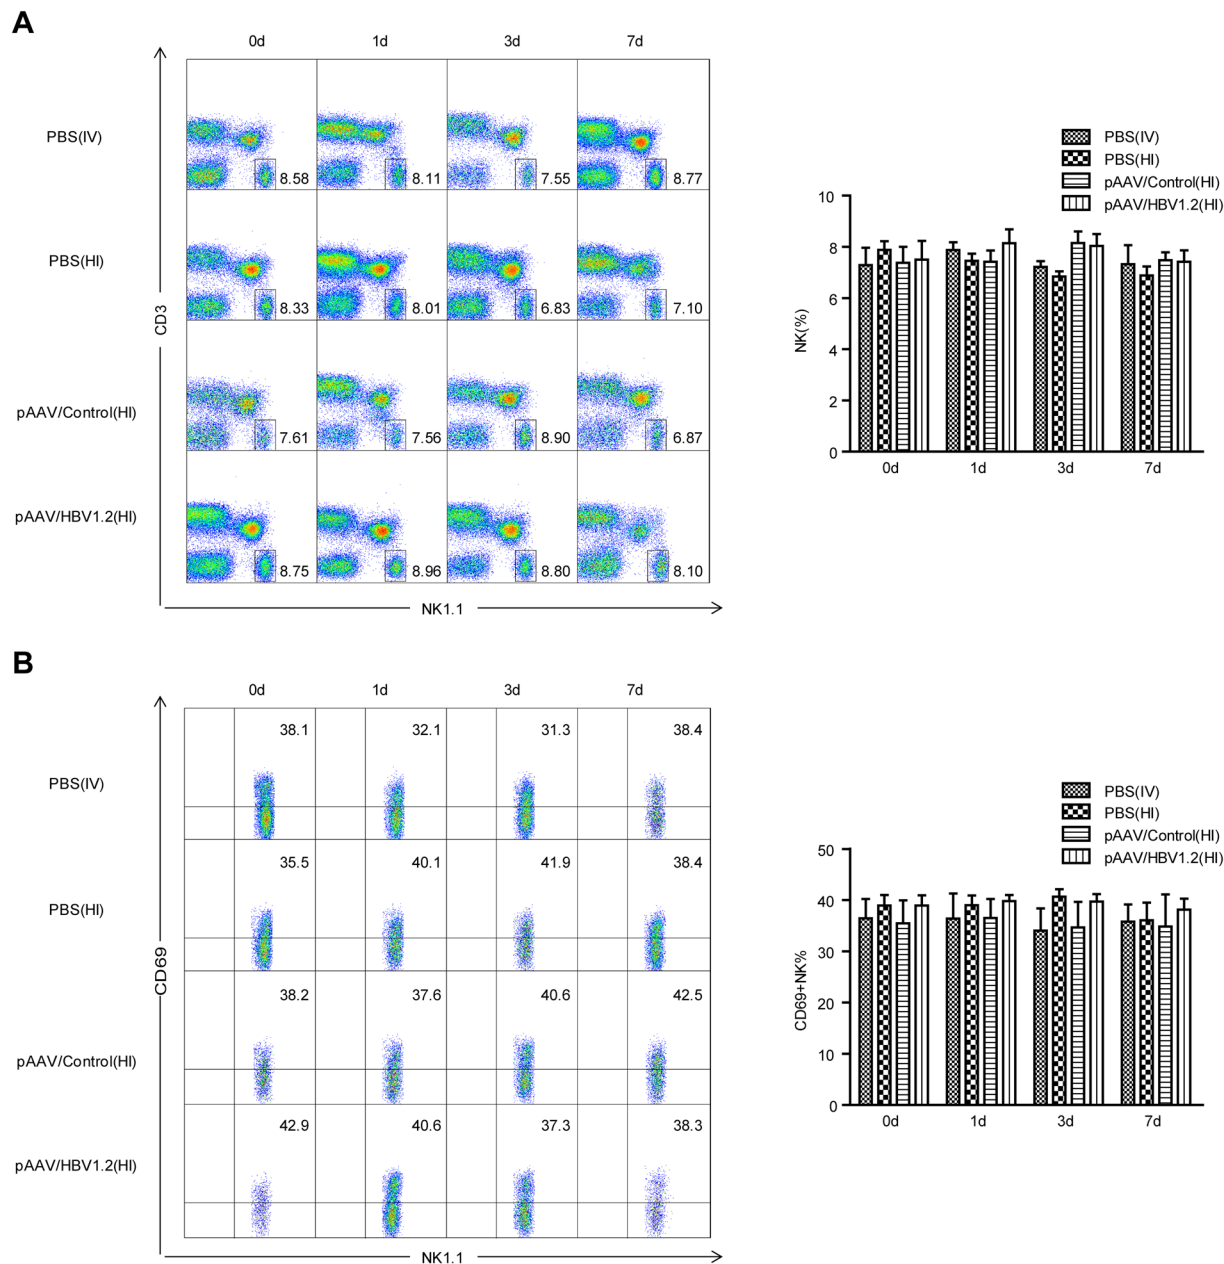 A
0d 1d 3d 7d
PBS(IV)
8.58 8.11 7.55 8.77
PBS(HI)
8.33 8.01 6.83 7.10
CD3
pAAV/Control(HI)
7.61 7.56 8.90 6.87
pAAV/HBV1.2(HI)
8.75 8.96 8.80 8.10
NK1.1
PBS(IV)
PBS(HI)
pAAV/Control(HI)
pAAV/HBV1.2(HI)
10
8
6
4
2
0
NK(%)
0d 1d 3d 7d
B
0d 1d 3d 7d
38.1 32.1 31.3 38.4
PBS(IV)
35.5 40.1 41.9 38.4
PBS(HI)
CD69
38.2 37.6 40.6 42.5
pAAV/Control(HI)
42.9 40.6 37.3 38.3
pAAV/HBV1.2(HI)
NK1.1
PBS(IV)
PBS(HI)
pAAV/Control(HI)
pAAV/HBV1.2(HI)
50
40
30
20
10
0
CD69+NK%
0d 1d 3d 7d